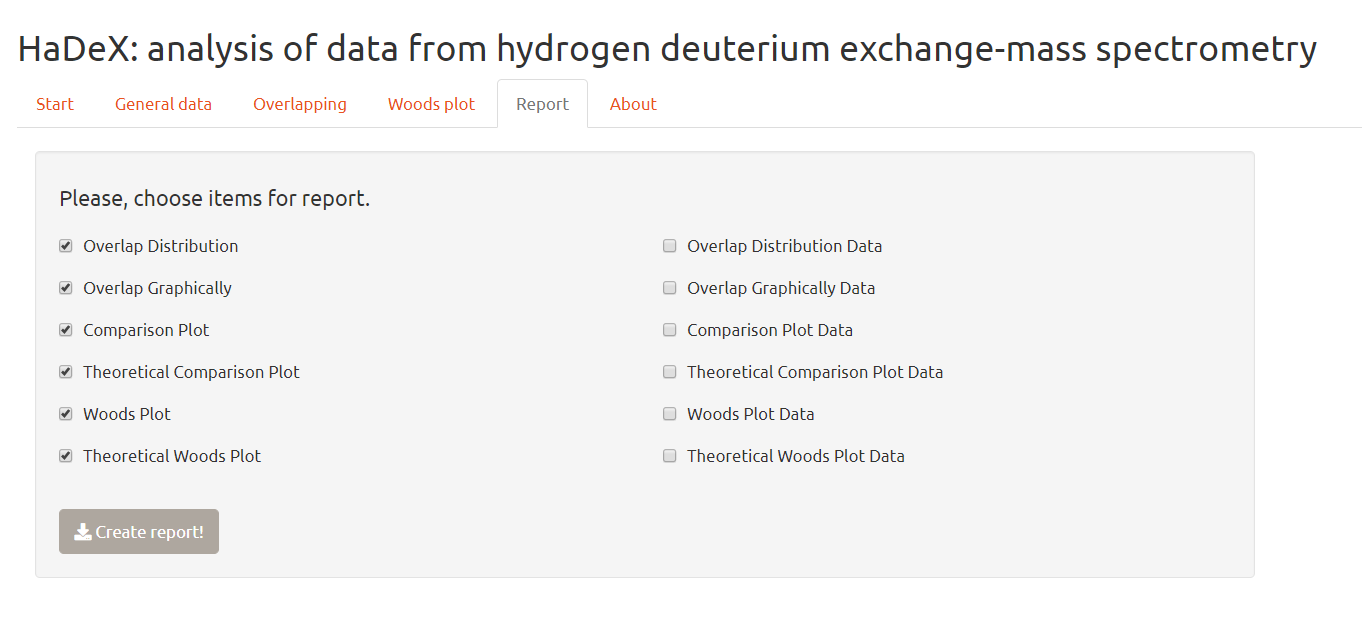 HaDeX: analysis of data from hydrogen deuterium exchange-mass spectrometry
Start General data Overlapping Woods plot Report About
Please, choose items for report.
Overlap Distribution Overlap Distribution Data
Overlap Graphically Overlap Graphically Data
Comparison Plot Comparison Plot Data
Theoretical Comparison Plot Theoretical Comparison Plot Data
Woods Plot Woods Plot Data
Theoretical Woods Plot Theoretical Woods Plot Data
Create report!